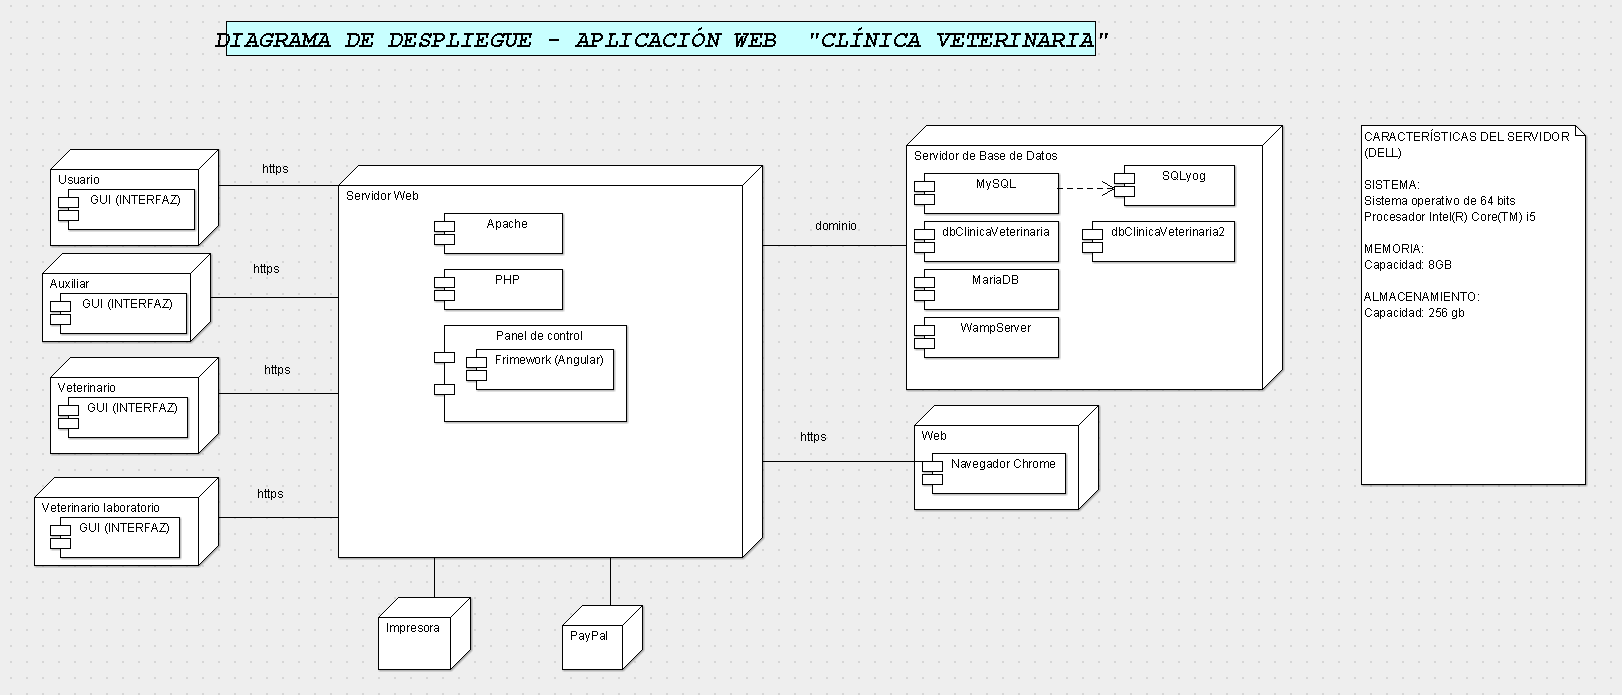 DIAGRAMA DE DESPLIEGUE - APLICACIÓN WEB "CLÍNICA VETERINARIA"
Usuario
GUI (INTERFAZ)
https
Auxiliar
GUI (INTERFAZ)
https
Veterinario
GUI (INTERFAZ)
https
Veterinario laboratorio
GUI (INTERFAZ)
https
Servidor Web
Apache
PHP
Panel de control
Frimework (Angular)
Impresora
PayPal
dominio
https
Servidor de Base de Datos
MySQL
SQLyog
dbClinicaVeterinaria
dbClinicaVeterinaria2
MariaDB
WampServer
Web
Navegador Chrome
CARACTERÍSTICAS DEL SERVIDOR
(DELL)
SISTEMA:
Sistema operativo de 64 bits
Procesador Intel(R) Core(TM) i5
MEMORIA:
Capacidad: 8GB
ALMACENAMIENTO:
Capacidad: 256 gb